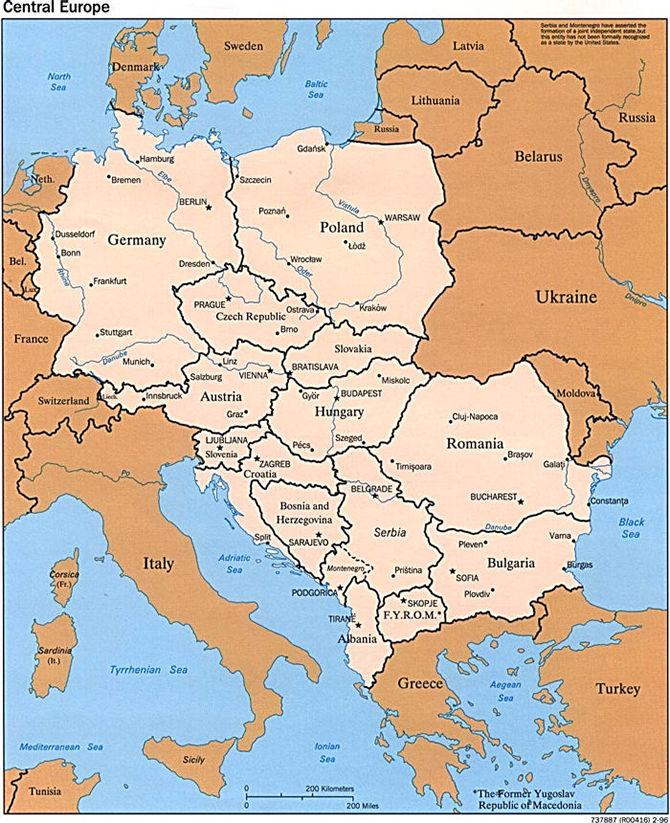 Central Europe
Serbia and Montenegro have asserted the
formation of a joint independent state, but
this entity has not been formally recognized
as a state by the United States.
North
Sea
Denmark
Sweden
Baltic
Sea
Latvia
Lithuania
Russia
Russia
Belarus
Dnyapro
Neth.
Hamburg
Bremen
Elbe
BERLIN
Szczecin
Gdańsk
Poznań
Vistula
WARSAW
Poland
Łódź
Dusseldorf
Bonn
Germany
Rhine
Bel.
Lux.
Frankfurt
Dresden
Wrocław
Oder
Kraków
Ukraine
Dnipro
PRAGUE
Czech Republic
Ostrava
Brno
France
Stuttgart
Danube
Munich
Slovakia
Linz
Salzburg
VIENNA
BRATISLAVA
Miskolc
Switzerland
Liech.
Innsbruck
Austria
Graz
Györ
BUDAPEST
Hungary
Pécs
Szeged
Moldova
Cluj-Napoca
Romania
Braşov
Galaţi
Timişoara
BUCHAREST
Constanţa
LJUBLJANA
Slovenia
ZAGREB
Croatia
Po
BELGRADE
Bosnia and
Herzegovina
SARAJEVO
Split
Serbia
Montenegro
Priština
PODGORICA
Danube
Pleven
Varna
Bulgaria
Burgas
SOFIA
Plovdiv
Black
Sea
SKOPJE
F.Y.R.O.M.*
TIRANE
Albania
Italy
Adriatic
Sea
Corsica
(Fr.)
Sardinia
(It.)
Tyrrhenian Sea
Greece
Aegean
Sea
Turkey
Mediterranean Sea
Sicily
Ionian
Sea
Tunisia
0 200 Kilometers
0 200 Miles
*The Former Yugoslav
Republic of Macedonia
737887 (R00416) 2-96